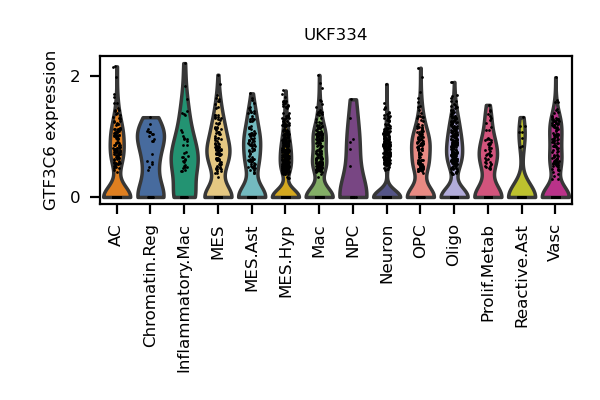 UKF334
GTF3C6 expression
2
0
AC
Chromatin.Reg
Inflammatory.Mac
MES
MES.Ast
MES.Hyp
Mac
NPC
Neuron
OPC
Oligo
Prolif.Metab
Reactive.Ast
Vasc